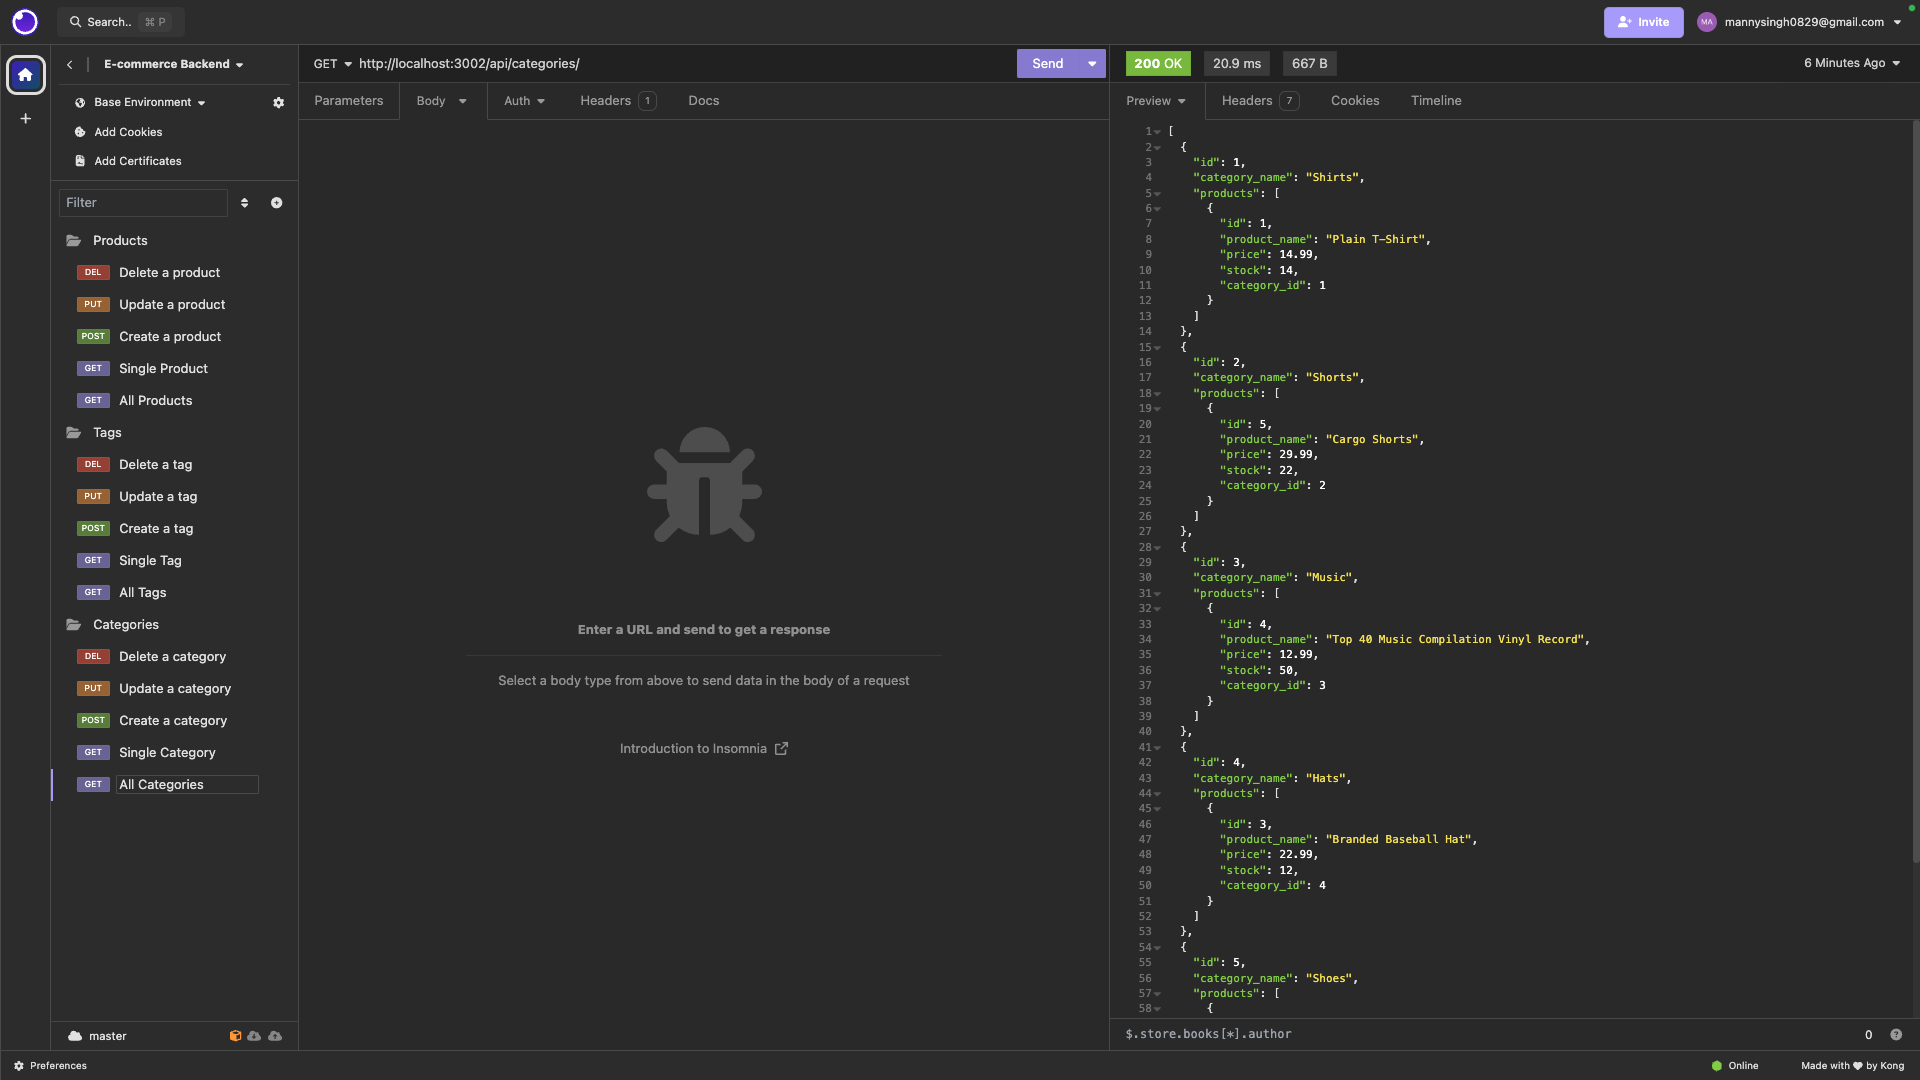 Search..
⌘ P
Invite
MA
mannysingh0829@gmail.com
E-commerce Backend
Base Environment
Add Cookies
Add Certificates
Filter
Products
DEL Delete a product
PUT Update a product
POST Create a product
GET Single Product
GET All Products
Tags
DEL Delete a tag
PUT Update a tag
POST Create a tag
GET Single Tag
GET All Tags
Categories
DEL Delete a category
PUT Update a category
POST Create a category
GET Single Category
GET All Categories
master
Preferences
GET http://localhost:3002/api/categories/
Send
Parameters Body Auth Headers 1 Docs
Enter a URL and send to get a response
Select a body type from above to send data in the body of a request
Introduction to Insomnia
200 OK 20.9 ms 667 B 6 Minutes Ago
Preview Headers 7 Cookies Timeline
1 [
2 {
3 "id": 1,
4 "category_name": "Shirts",
5 "products": [
6 {
7 "id": 1,
8 "product_name": "Plain T-Shirt",
9 "price": 14.99,
10 "stock": 14,
11 "category_id": 1
12 }
13 ]
14 },
15 {
16 "id": 2,
17 "category_name": "Shorts",
18 "products": [
19 {
20 "id": 5,
21 "product_name": "Cargo Shorts",
22 "price": 29.99,
23 "stock": 22,
24 "category_id": 2
25 }
26 ]
27 },
28 {
29 "id": 3,
30 "category_name": "Music",
31 "products": [
32 {
33 "id": 4,
34 "product_name": "Top 40 Music Compilation Vinyl Record",
35 "price": 12.99,
36 "stock": 50,
37 "category_id": 3
38 }
39 ]
40 },
41 {
42 "id": 4,
43 "category_name": "Hats",
44 "products": [
45 {
46 "id": 3,
47 "product_name": "Branded Baseball Hat",
48 "price": 22.99,
49 "stock": 12,
50 "category_id": 4
51 }
52 ]
53 },
54 {
55 "id": 5,
56 "category_name": "Shoes",
57 "products": [
58 {
$.store.books[*].author
0
Online
Made with ♥ by Kong